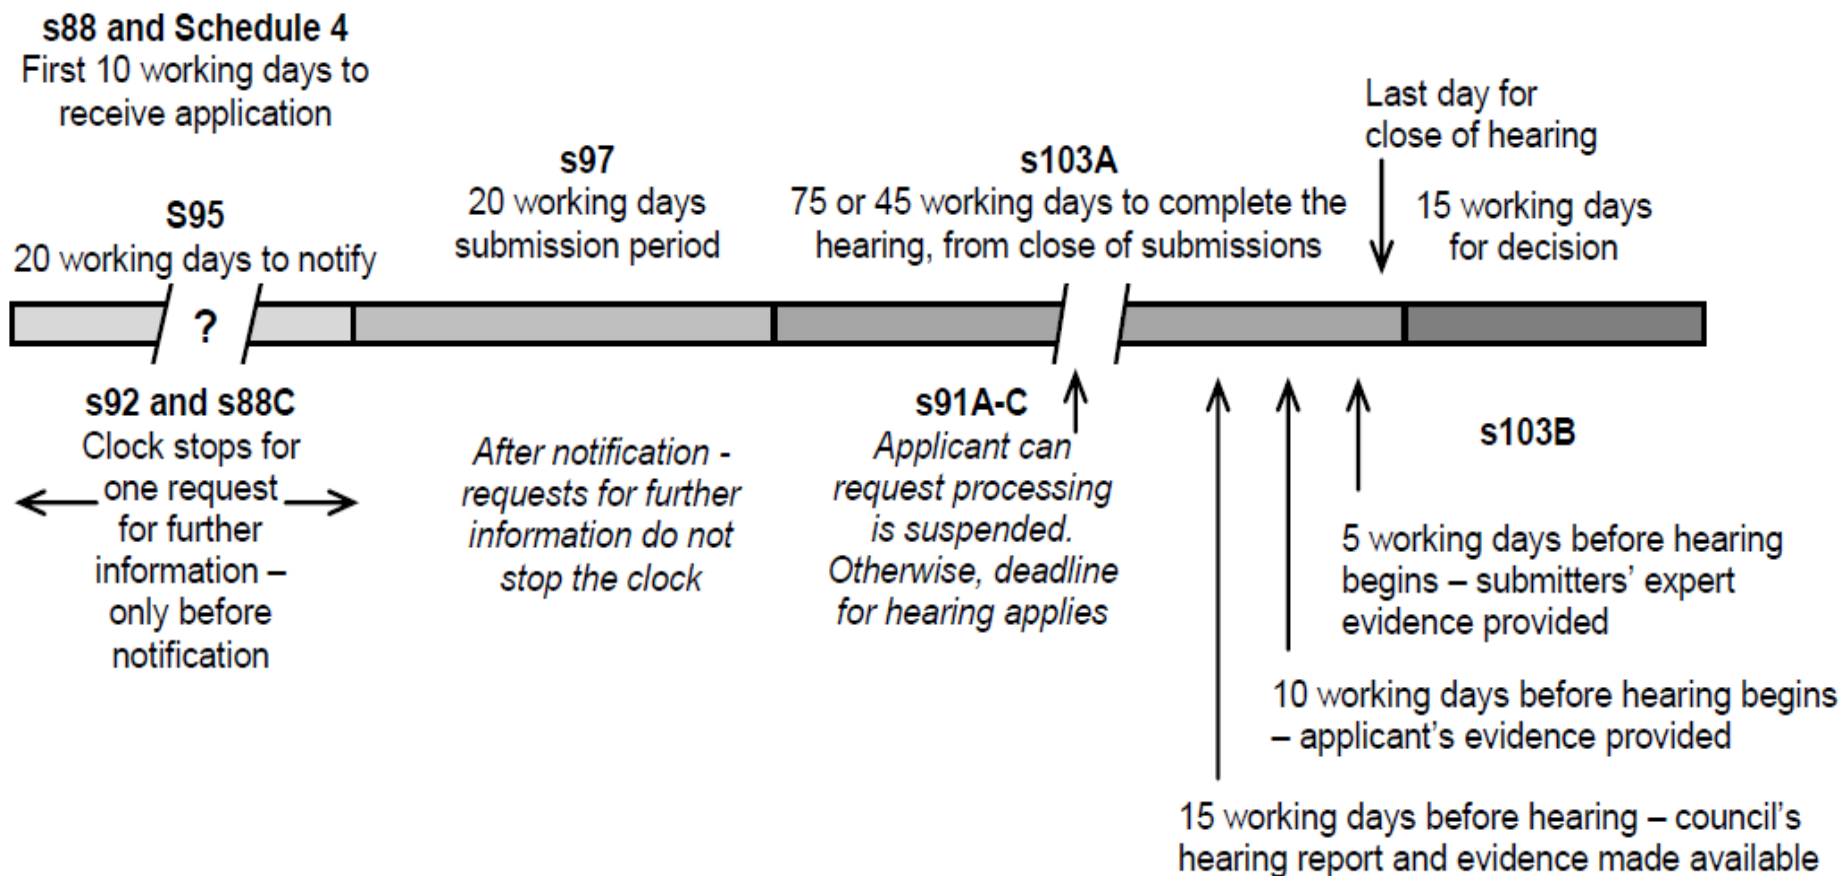 s88 and Schedule 4
First 10 working days to
receive application
S95
20 working days to notify
s97
20 working days
submission period
s103A
75 or 45 working days to complete the
hearing, from close of submissions
Last day for
close of hearing
15 working days
for decision
?
s92 and s88C
Clock stops for
one request
for further
information –
only before
notification
After notification -
requests for further
information do not
stop the clock
s91A-C
Applicant can
request processing
is suspended.
Otherwise, deadline
for hearing applies
s103B
5 working days before hearing
begins – submitters’ expert
evidence provided
10 working days before hearing begins
– applicant’s evidence provided
15 working days before hearing – council’s
hearing report and evidence made available